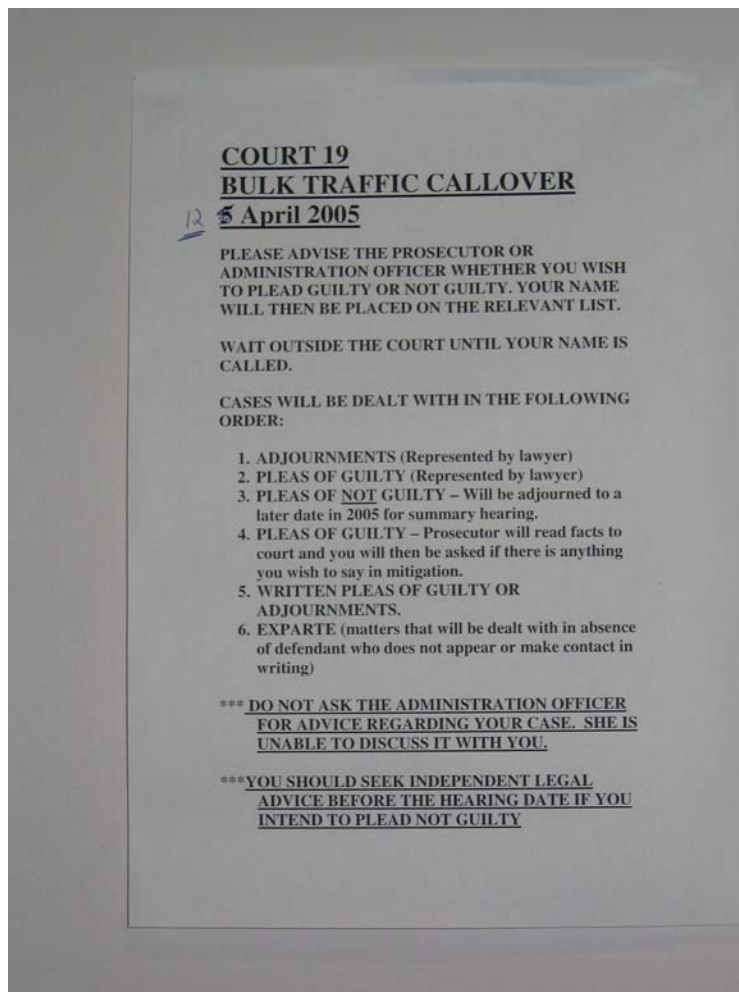 COURT 19
BULK TRAFFIC CALLOVER
12 5 April 2005
PLEASE ADVISE THE PROSECUTOR OR
ADMINISTRATION OFFICER WHETHER YOU WISH
TO PLEAD GUILTY OR NOT GUILTY. YOUR NAME
WILL THEN BE PLACED ON THE RELEVANT LIST.
WAIT OUTSIDE THE COURT UNTIL YOUR NAME IS
CALLED.
CASES WILL BE DEALT WITH IN THE FOLLOWING
ORDER:
1. ADJOURNMENTS (Represented by lawyer)
2. PLEAS OF GUILTY (Represented by lawyer)
3. PLEAS OF NOT GUILTY – Will be adjourned to a
later date in 2005 for summary hearing.
4. PLEAS OF GUILTY – Prosecutor will read facts to
court and you will then be asked if there is anything
you wish to say in mitigation.
5. WRITTEN PLEAS OF GUILTY OR
ADJOURNMENTS.
6. EXPARTE (matters that will be dealt with in absence
of defendant who does not appear or make contact in
writing)
*** DO NOT ASK THE ADMINISTRATION OFFICER
FOR ADVICE REGARDING YOUR CASE. SHE IS
UNABLE TO DISCUSS IT WITH YOU.
***YOU SHOULD SEEK INDEPENDENT LEGAL
ADVICE BEFORE THE HEARING DATE IF YOU
INTEND TO PLEAD NOT GUILTY